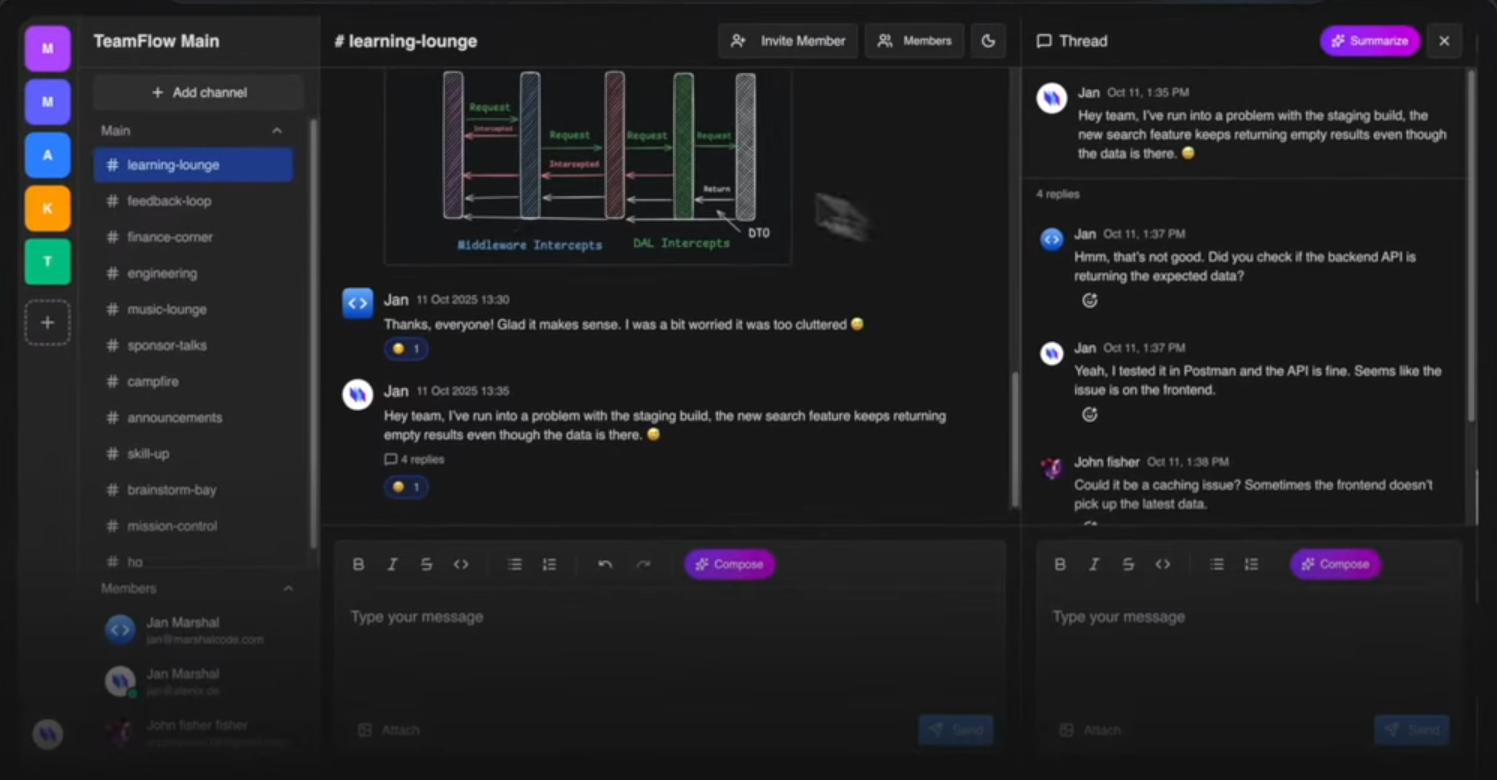 M
M
A
K
T
TeamFlow Main
Add channel
Main
# learning-lounge
# feedback-loop
# finance-corner
# engineering
# music-lounge
# sponsor-talks
# campfire
# announcements
# skill-up
# brainstorm-bay
# mission-control
# hq
Members
Jan Marshal
jan@marshalcode.com
Jan Marshal
jan@alenix.de
John fisher fisher
# learning-lounge
Invite Member
Members
Request
Intercepted
Request
Request
Request
Intercepted
Return
DTO
Middleware Intercepts
DAL Intercepts
Jan 11 Oct 2025 13:30
Thanks, everyone! Glad it makes sense. I was a bit worried it was too cluttered 😅
1
Jan 11 Oct 2025 13:35
Hey team, I've run into a problem with the staging build, the new search feature keeps returning
empty results even though the data is there. 😅
4 replies
1
B I S <> Compose
Type your message
Attach
Send
Thread
Summarize
Jan Oct 11, 1:35 PM
Hey team, I've run into a problem with the staging build, the
new search feature keeps returning empty results even though
the data is there. 😅
4 replies
Jan Oct 11, 1:37 PM
Hmm, that's not good. Did you check if the backend API is
returning the expected data?
Jan Oct 11, 1:37 PM
Yeah, I tested it in Postman and the API is fine. Seems like the
issue is on the frontend.
John fisher Oct 11, 1:38 PM
Could it be a caching issue? Sometimes the frontend doesn't
pick up the latest data.
B I S <> Compose
Type your message
Attach
Send